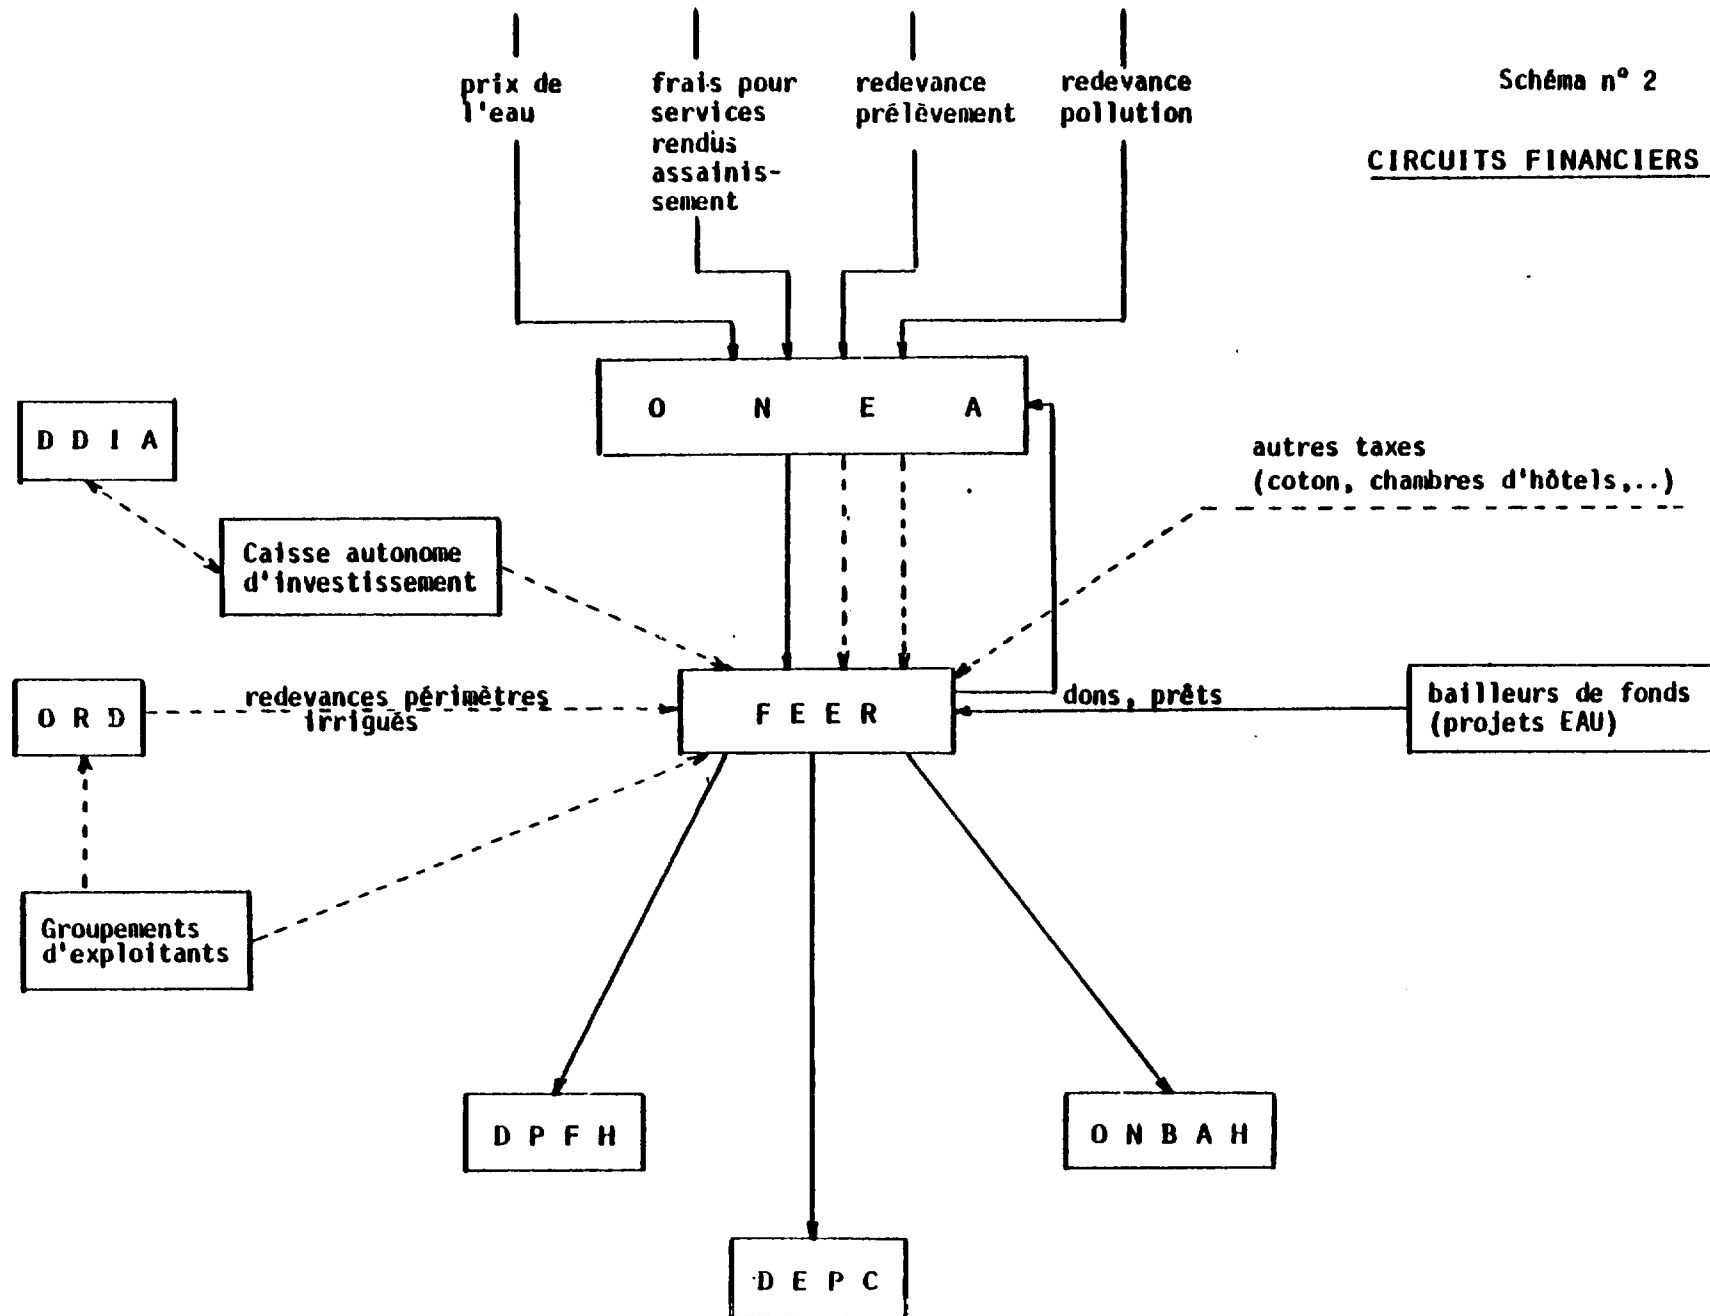 prix de
l'eau
frais pour
services
rendus
assainis-
sement
redevance
prélèvement
redevance
pollution
Schéma n° 2
CIRCUITS FINANCIERS
O N E A
D D I A
autres taxes
(coton, chambres d'hôtels,..)
Caisse autonome
d'investissement
O R D
redevances périmètres
irrigués
F E E R
dons, prêts
bailleurs de fonds
(projets EAU)
Groupements
d'exploitants
D P F H
O N B A H
D E P C